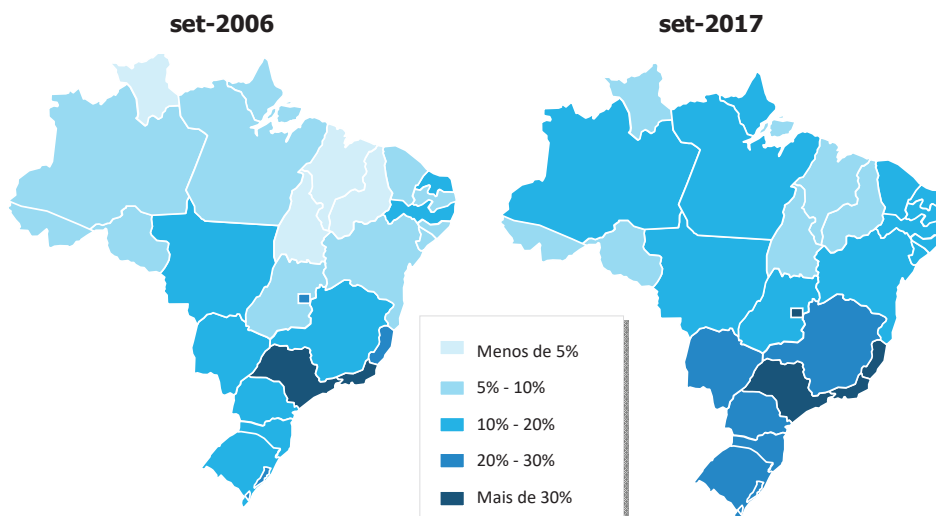 set-2006
set-2017
Menos de 5%
5% - 10%
10% - 20%
20% - 30%
Mais de 30%